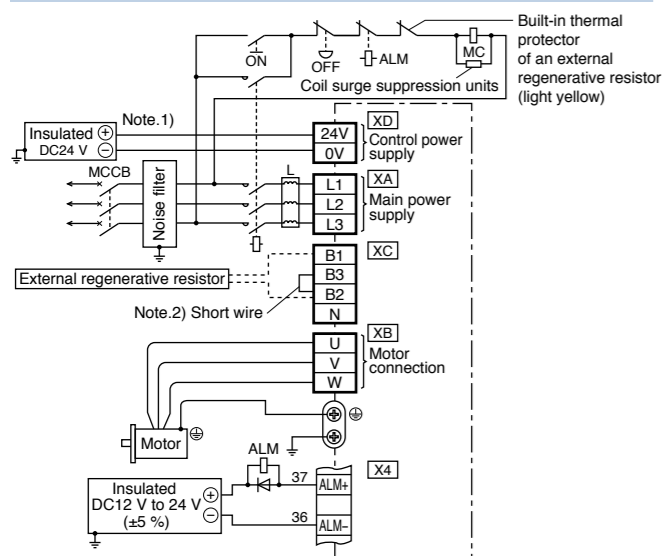 Built-in thermal
protector
of an external
regenerative resistor
(light yellow)
ON
OFF
ALM
MC
Coil surge suppression units
Note.1)
Insulated
DC24 V
+
−
24V
0V
XD
Control power
supply
MCCB
Noise filter
L
L1
L2
L3
XA
Main power
supply
External regenerative resistor
B1
B3
B2
N
XC
Note.2) Short wire
U
V
W
XB
Motor
connection
Motor
ALM
Insulated
DC12 V to 24 V
(±5 %)
+
−
37
36
ALM+
ALM−
X4